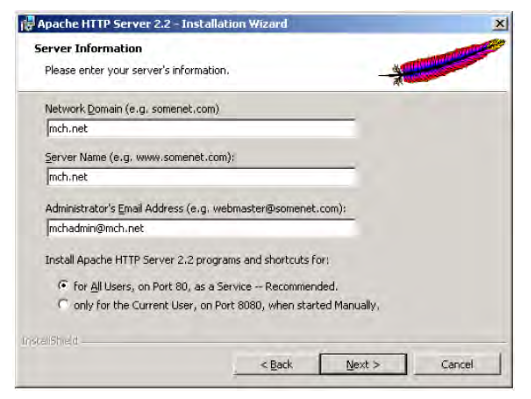 Apache HTTP Server 2.2 - Installation Wizard
Server Information
Please enter your server's information.
Network Domain (e.g. somenet.com)
mch.net
Server Name (e.g. www.somenet.com):
mch.net
Administrator's Email Address (e.g. webmaster@somenet.com):
mchadmin@mch.net
Install Apache HTTP Server 2.2 programs and shortcuts for:
for All Users, on Port 80, as a Service -- Recommended.
only for the Current User, on Port 8080, when started Manually.
InstallShield
< Back Next > Cancel